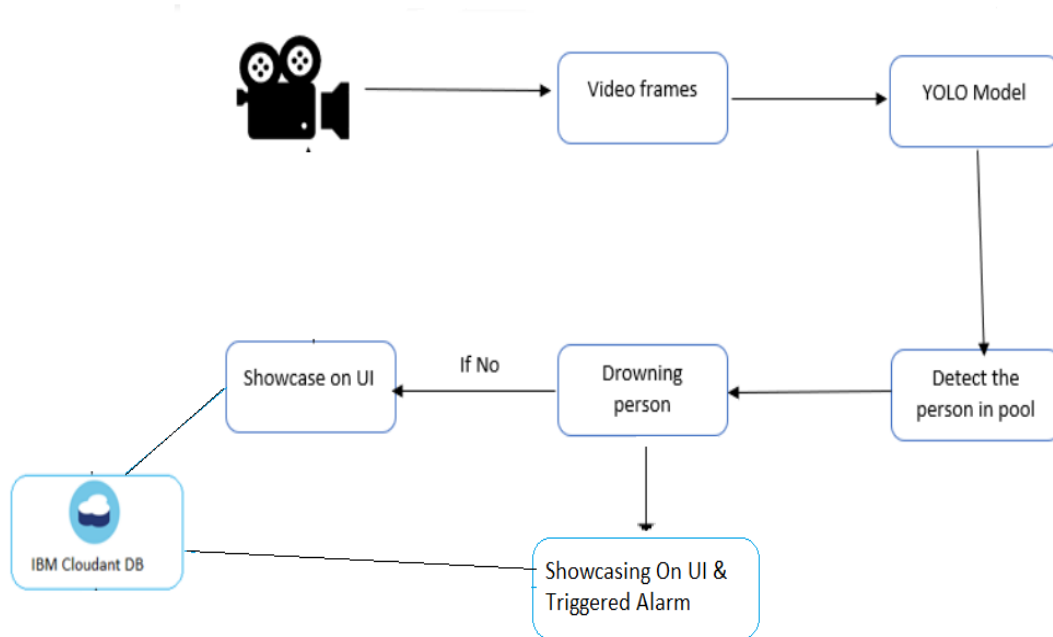 Video frames
YOLO Model
Detect the
person in pool
Drowning
person
If No
Showcase on UI
IBM Cloudant DB
Showcasing On UI &
Triggered Alarm